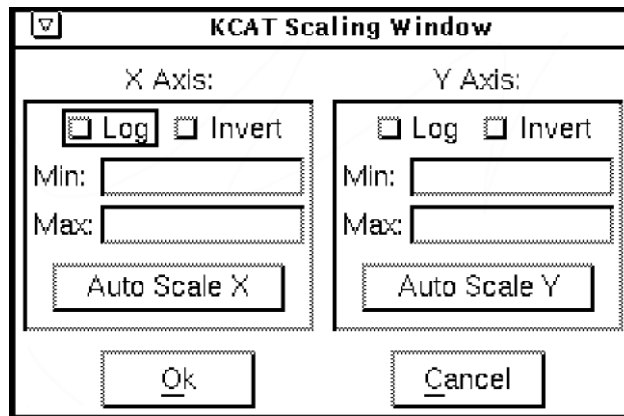 KCAT Scaling Window
X Axis:
Log Invert
Min:
Max:
Auto Scale X
Y Axis:
Log Invert
Min:
Max:
Auto Scale Y
Ok
Cancel